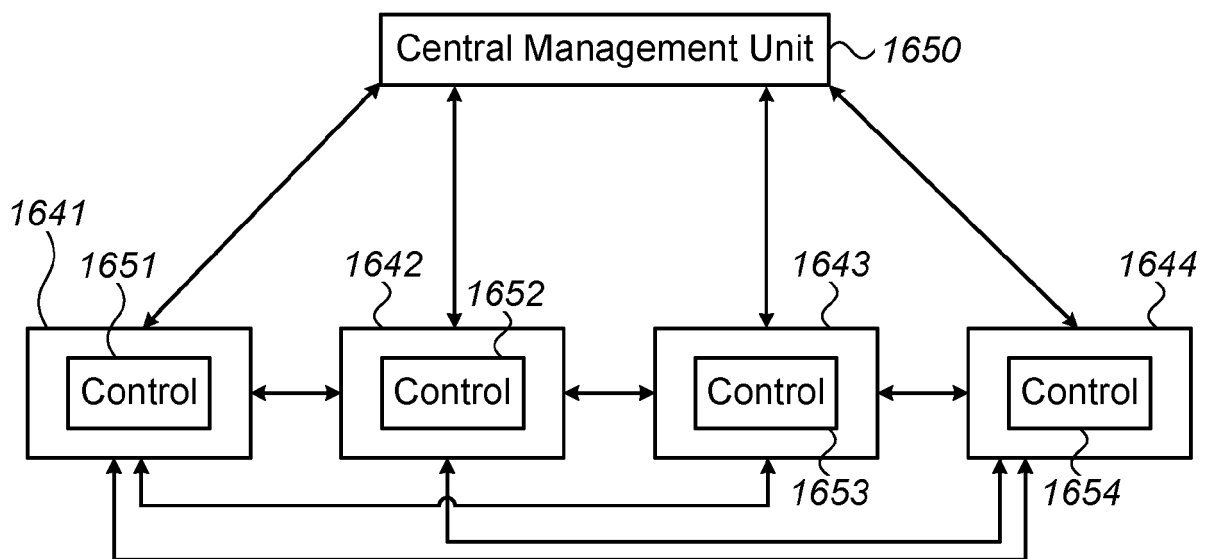 Central Management Unit
1650
1641
1651
1642
1652
1643
1644
Control
Control
Control
Control
1653
1654